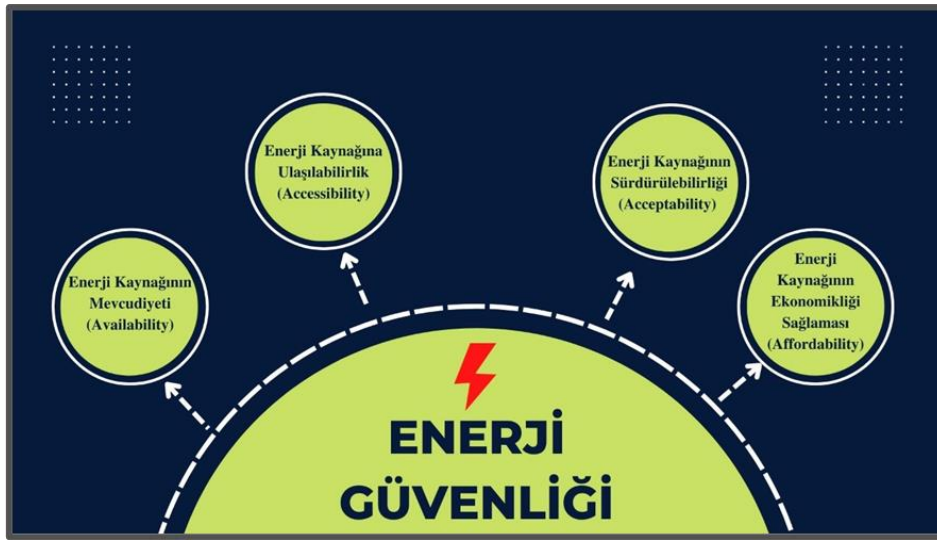 Enerji Kaynağının
Mevcudiyeti
(Availability)
Enerji Kaynağına
Ulaşılabilirlik
(Accessibility)
Enerji Kaynağının
Sürdürülebilirliği
(Acceptability)
Enerji
Kaynağının
Ekonomikliği
Sağlaması
(Affordability)
ENERJİ
GÜVENLİĞİ